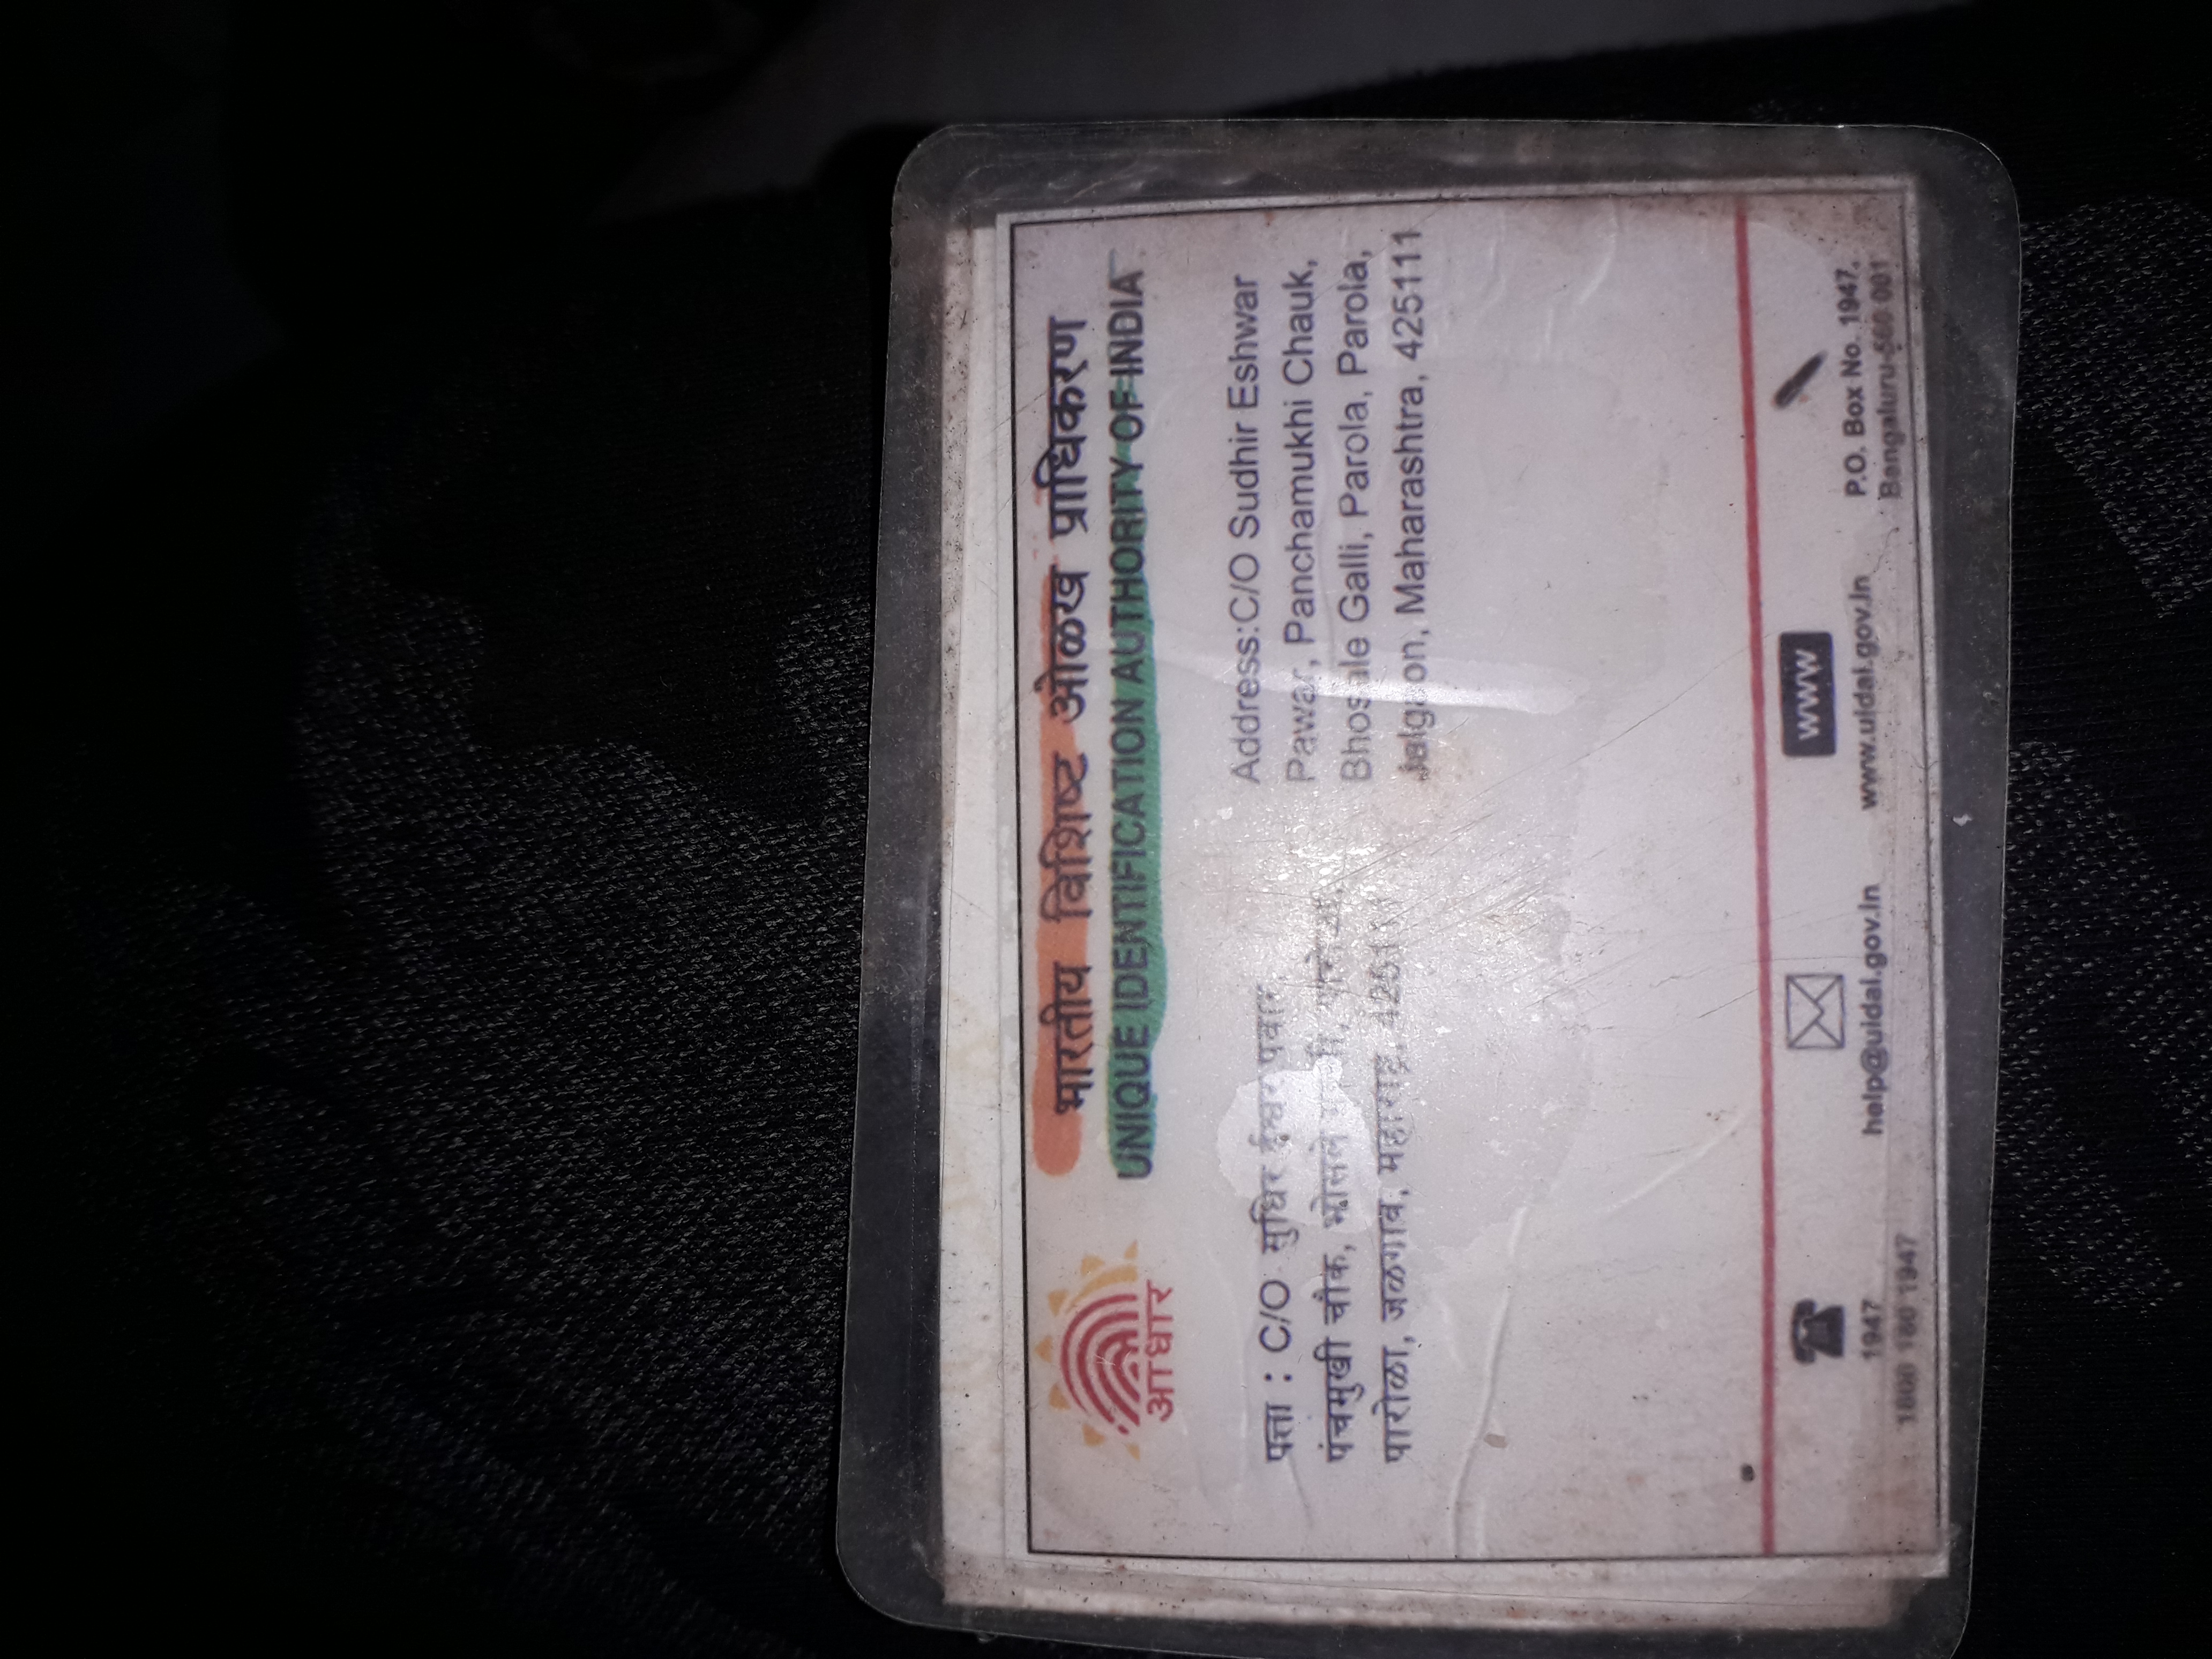 भारतीय विशिष्ट ओळख प्राधिकरण
UNIQUE IDENTIFICATION AUTHORITY OF INDIA
आधार
पत्ता : C/O सुधिर ईश्वर पवार
पंचमुखी चौक, भोसले
पारोळा, जळगाव, महाराष्ट्र, 425111
Address:C/O Sudhir Eshwar
Pawar, Panchamukhi Chauk,
Bhosale Galli, Parola, Parola,
Jalgaon, Maharashtra, 425111
1947
1800 180 1947
help@uidai.gov.in
WWW
www.uidai.gov.in
P.O. Box No. 1947,
Bengaluru-560 001